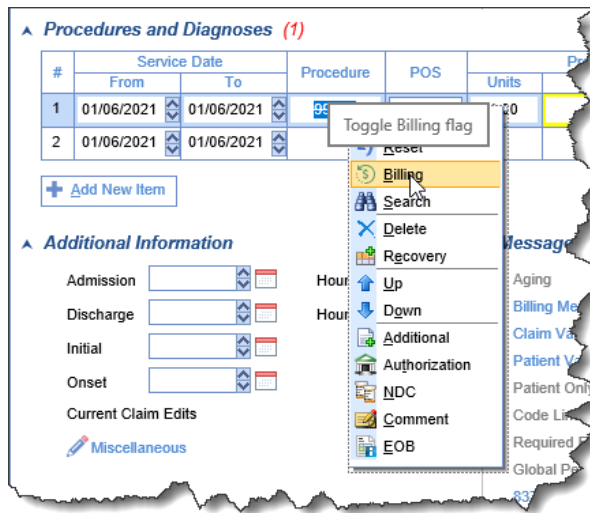 Procedures and Diagnoses (1)
# Service Date Procedure POS
From To Units
1 01/06/2021 01/06/2021 99
2 01/06/2021 01/06/2021
Toggle Billing flag
Reset
Billing
Search
Delete
Recovery
Up
Down
Additional
Authorization
NDC
Comment
EOB
Add New Item
Additional Information
Admission
Discharge
Initial
Onset
Current Claim Edits
Miscellaneous
Hour
Hour
Message
Aging
Billing Me
Claim Va
Patient Va
Patient Only
Code Lin
Required
Global Pe
837